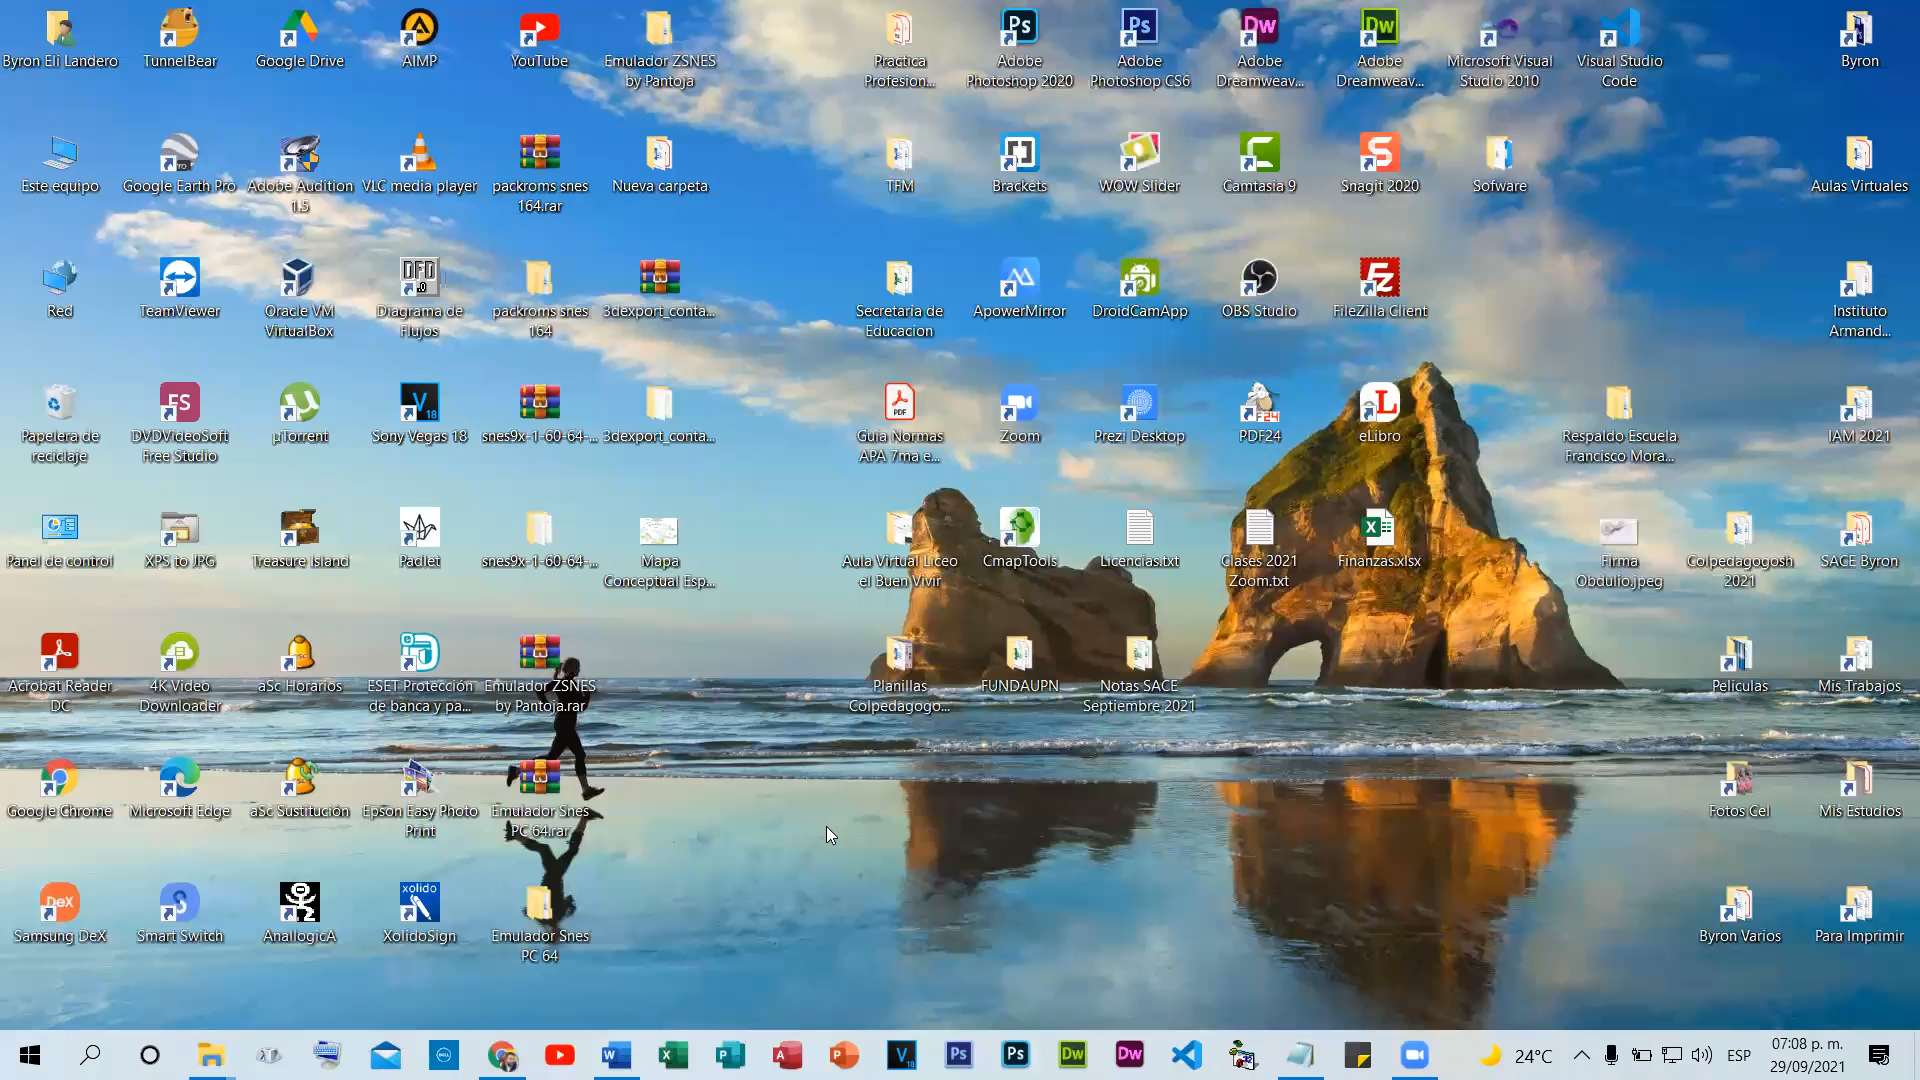 Byron Eli Landero
TunnelBear
Google Drive
AIMP
YouTube
Emulador ZSNES
by Pantoja
Practica
Profesion...
Adobe
Photoshop 2020
Adobe
Photoshop CS6
Adobe
Dreamweav...
Adobe
Dreamweav...
Microsoft Visual
Studio 2010
Visual Studio
Code
Byron
Este equipo
Google Earth Pro
Adobe Audition
1.5
VLC media player
packroms snes
164.rar
Nueva carpeta
TFM
Brackets
WOW Slider
Camtasia 9
Snagit 2020
Sofware
Aulas Virtuales
Red
TeamViewer
Oracle VM
VirtualBox
Diagrama de
Flujos
packroms snes
164
3dexport_conta...
Secretaria de
Educacion
ApowerMirror
DroidCamApp
OBS Studio
FileZilla Client
Instituto
Armand...
Papelera de
reciclaje
DVDVideoSoft
Free Studio
µTorrent
Sony Vegas 18
snes9x-1-60-64-...
3dexport_conta...
Guia Normas
APA 7ma e...
Zoom
Prezi Desktop
PDF24
eLibro
Respaldo Escuela
Francisco Mora...
IAM 2021
Panel de control
XPS to JPG
Treasure Island
Padlet
snes9x-1-60-64-...
Mapa
Conceptual Esp...
Aula Virtual Liceo
el Buen Vivir
CmapTools
Licencias.txt
Clases 2021
Zoom.txt
Finanzas.xlsx
Firma
Obdulio.jpeg
Colpedagogosh
2021
SACE Byron
Acrobat Reader
DC
4K Video
Downloader
aSc Horarios
ESET Protección
de banca y pa...
Emulador ZSNES
by Pantoja.rar
Planillas
Colpedagogo...
FUNDAUPN
Notas SACE
Septiembre 2021
Peliculas
Mis Trabajos
Google Chrome
Microsoft Edge
aSc Sustitución
Epson Easy Photo
Print
Emulador Snes
PC 64.rar
Fotos Cel
Mis Estudios
Samsung DeX
Smart Switch
AnallogicA
XolidoSign
Emulador Snes
PC 64
Byron Varios
Para Imprimir
24°C
ESP
07:08 p. m.
29/09/2021